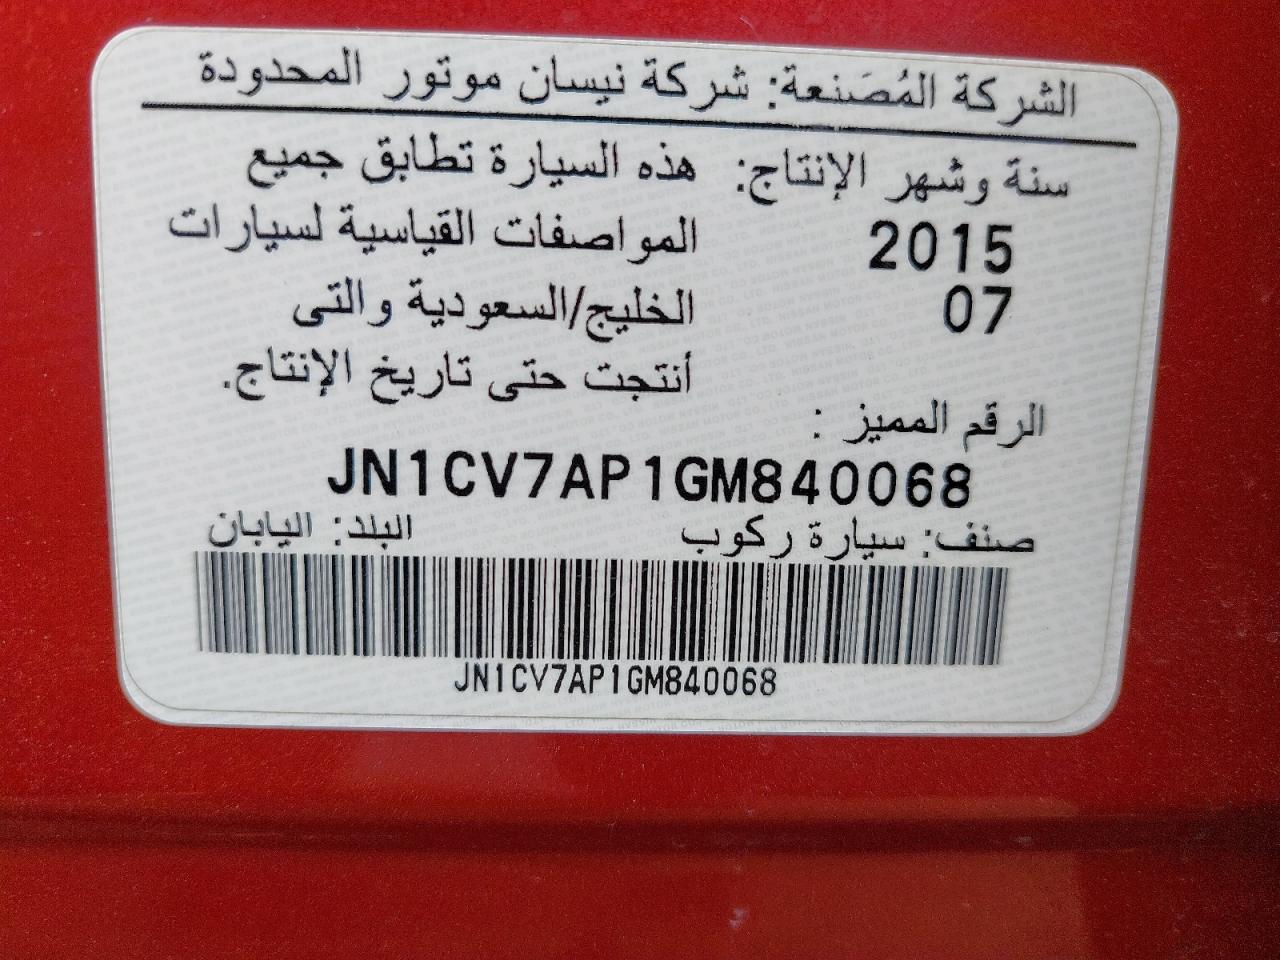 الشركة المُصَنعة: شركة نيسان موتور المحدودة
سنة وشهر الإنتاج:
2015
07
هذه السيارة تطابق جميع
المواصفات القياسية لسيارات
الخليج/السعودية والتى
أنتجت حتى تاريخ الإنتاج.
الرقم المميز :
JN1CV7AP1GM840068
صنف: سيارة ركوب البلد: اليابان
JN1CV7AP1GM840068